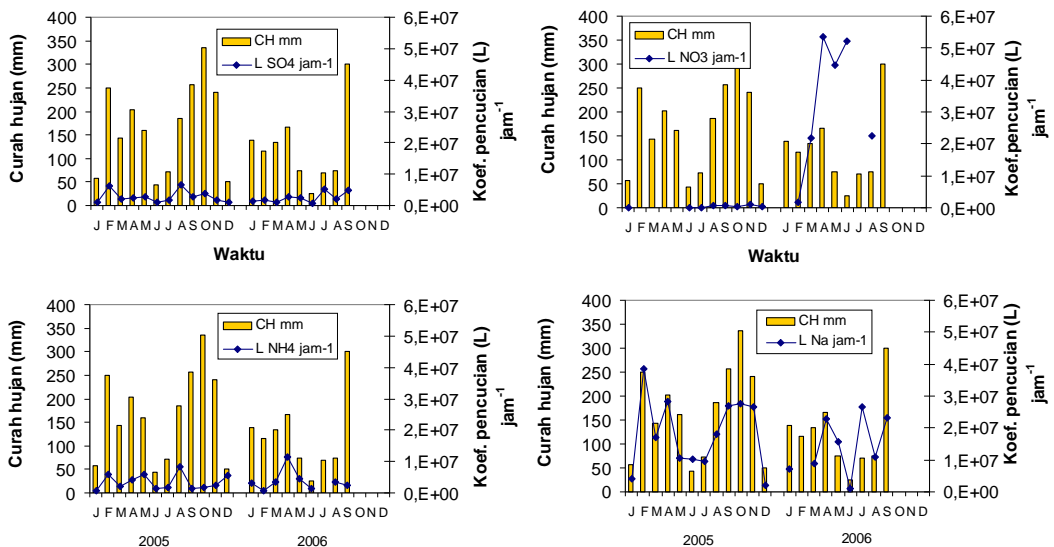 400
350
300
250
200
150
100
50
0
Curah hujan (mm)
CH mm
L SO4 jam-1
6,E+07
5,E+07
4,E+07
3,E+07
2,E+07
1,E+07
0,E+00
Koef. pencucian (L)
jam-1
J F M A M J J A S O N D J F M A M J J A S O N D
Waktu
400
350
300
250
200
150
100
50
0
Curah hujan (mm)
CH mm
L NO3 jam-1
6,E+07
5,E+07
4,E+07
3,E+07
2,E+07
1,E+07
0,E+00
Koef.pencucian (L)
jam-1
J F M A M J J A S O N D J F M A M J J A S O N D
Waktu
400
350
300
250
200
150
100
50
0
Curah hujan (mm)
CH mm
L NH4 jam-1
6,E+07
5,E+07
4,E+07
3,E+07
2,E+07
1,E+07
0,E+00
Koef. pencucian (L)
jam-1
J F M A M J J A S O N D J F M A M J J A S O N D
2005 2006
400
350
300
250
200
150
100
50
0
Curah hujan (mm)
CH mm
L Na jam-1
6,E+07
5,E+07
4,E+07
3,E+07
2,E+07
1,E+07
0,E+00
Koef. pencucian (L)
jam-1
J F M A M J J A S O N D J F M A M J J A S O N D
2005 2006